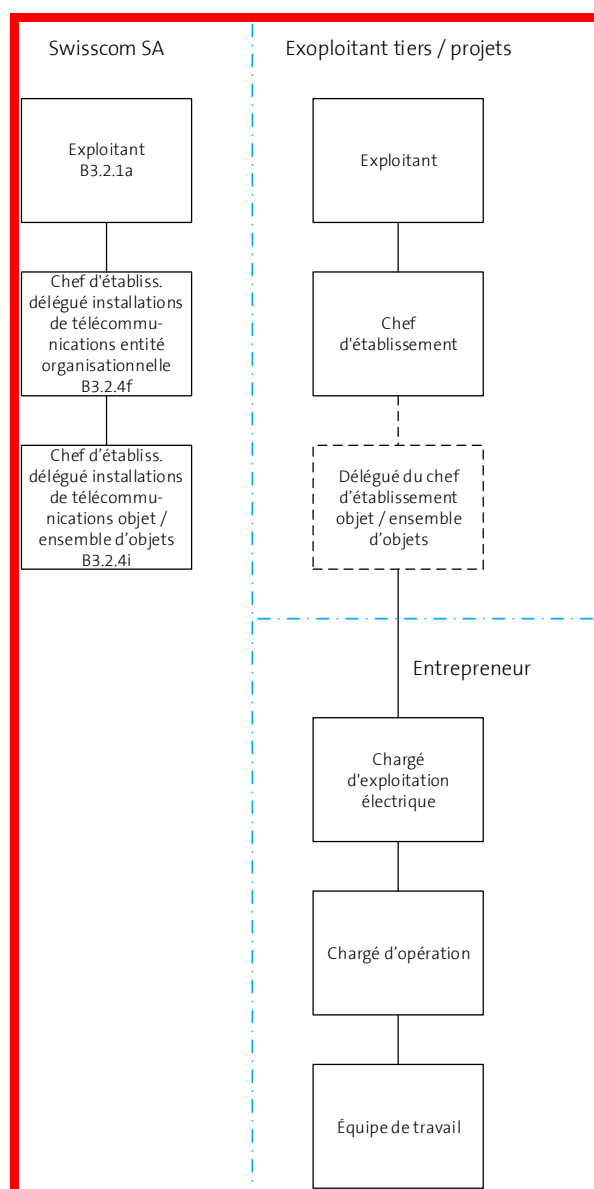 Swisscom SA
Exoploitant tiers / projets
Exploitant
B3.2.1a
Exploitant
Chef d'établiss.
délégué installations
de télécommu-
nications entité
organisationnelle
B3.2.4f
Chef
d'établissement
Chef d’établiss.
délégué installations
de télécommu-
nications objet /
ensemble d’objets
B3.2.4i
Délégué du chef
d’établissement
objet / ensemble
d’objets
Entrepreneur
Chargé
d'exploitation
électrique
Chargé d’opération
Équipe de travail